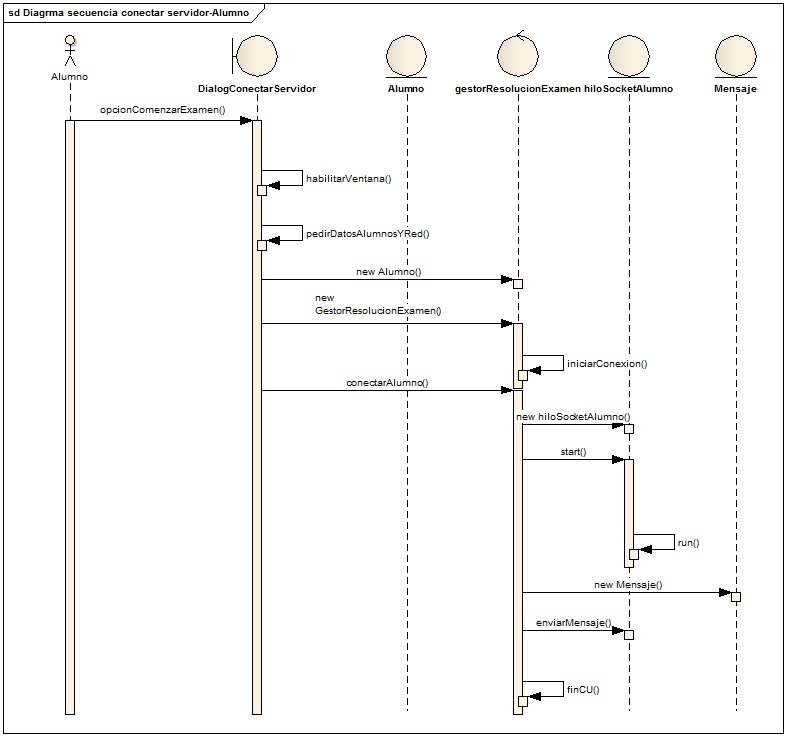 sd Diagrma secuencia conectar servidor-Alumno
Alumno
DialogConectarServidor
Alumno
gestorResolucionExamen
hiloSocketAlumno
Mensaje
opcionComenzarExamen()
habilitarVentana()
pedirDatosAlumnosYRed()
new Alumno()
new
GestorResolucionExamen()
iniciarConexion()
conectarAlumno()
new hiloSocketAlumno()
start()
run()
new Mensaje()
enviarMensaje()
finCU()